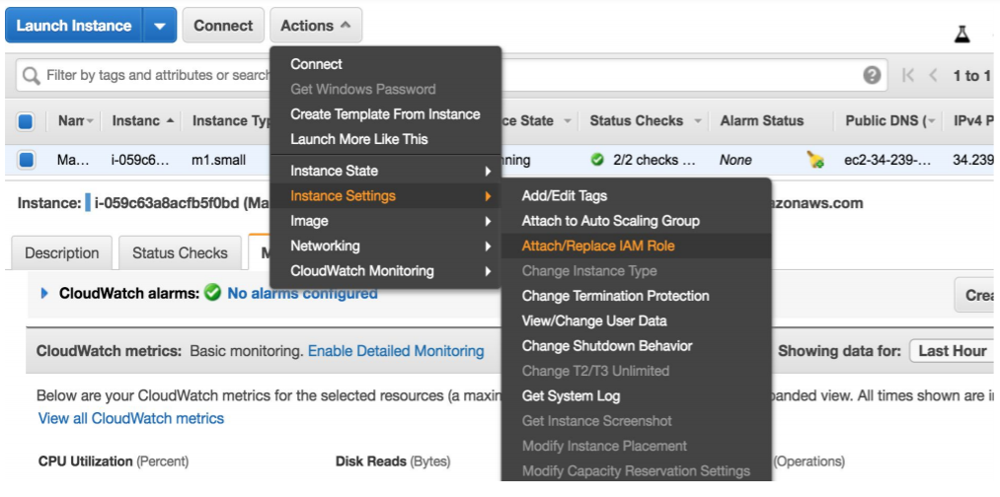 Launch Instance Connect Actions
Connect
Get Windows Password
Create Template From Instance
Launch More Like This
Instance State
Instance Settings
Image
Networking
CloudWatch Monitoring
Add/Edit Tags
Attach to Auto Scaling Group
Attach/Replace IAM Role
Change Instance Type
Change Termination Protection
View/Change User Data
Change Shutdown Behavior
Change T2/T3 Unlimited
Get System Log
Get Instance Screenshot
Modify Instance Placement
Modify Capacity Reservation Settings
Filter by tags and attributes or search 1 to 1
Nam Instanc Instance Typ ce State Status Checks Alarm Status Public DNS (- IPv4 P
Ma... i-059c6... m1.small nning 2/2 checks ... None ec2-34-239-... 34.239
Instance: i-059c63a8acfb5f0bd (Ma zonaws.com
Description Status Checks M
CloudWatch alarms: No alarms configured Crea
CloudWatch metrics: Basic monitoring. Enable Detailed Monitoring Showing data for: Last Hour
Below are your CloudWatch metrics for the selected resources (a maxin anded view. All times shown are in
View all CloudWatch metrics
CPU Utilization (Percent) Disk Reads (Bytes) (Operations)